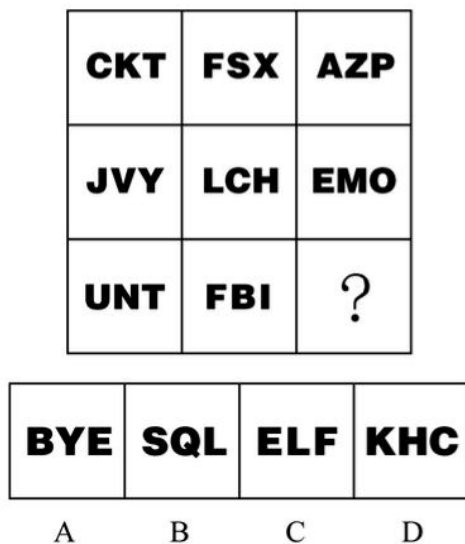 CKT FSX AZP
JVY LCH EMO
UNT FBI ?
BYE SQL ELF KHC
A B C D